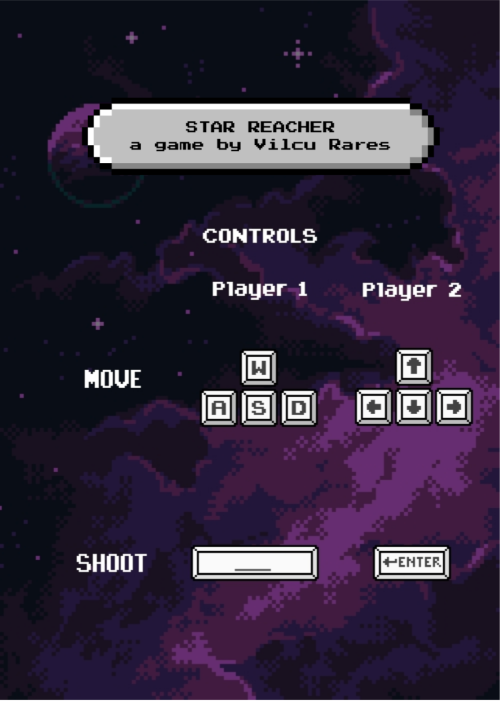 STAR REACHER
a game by Vilcu Rares
CONTROLS
Player 1 Player 2
MOVE
W
A S D
SHOOT
ENTER